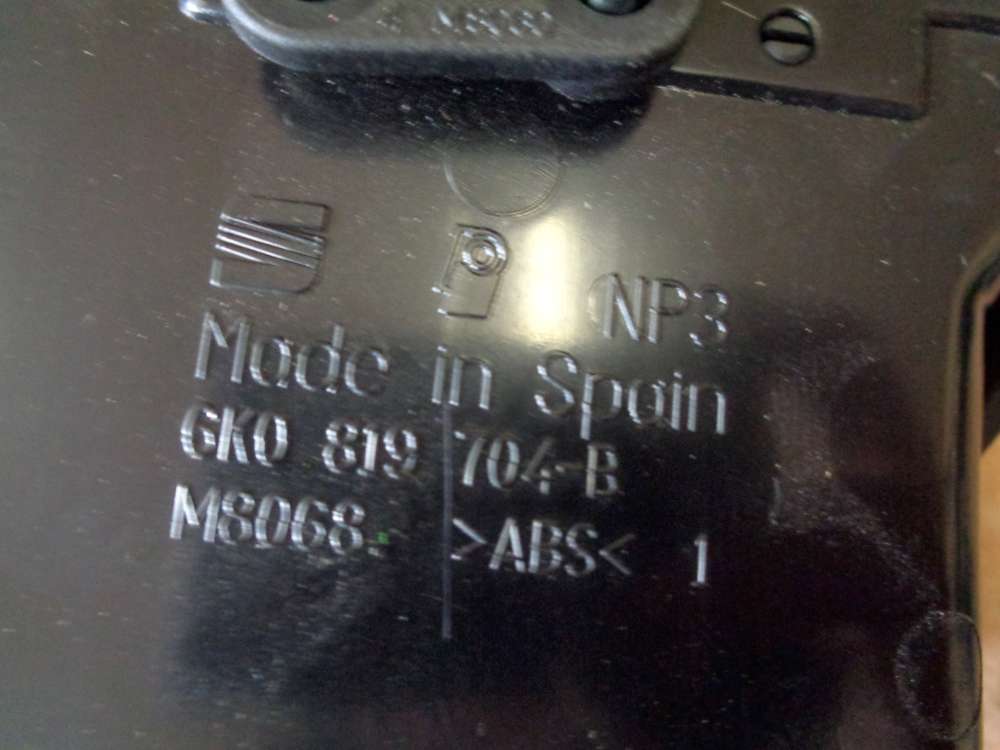 NP3
Made in Spain
6K0 819 704-B
M8068. >ABS< 1